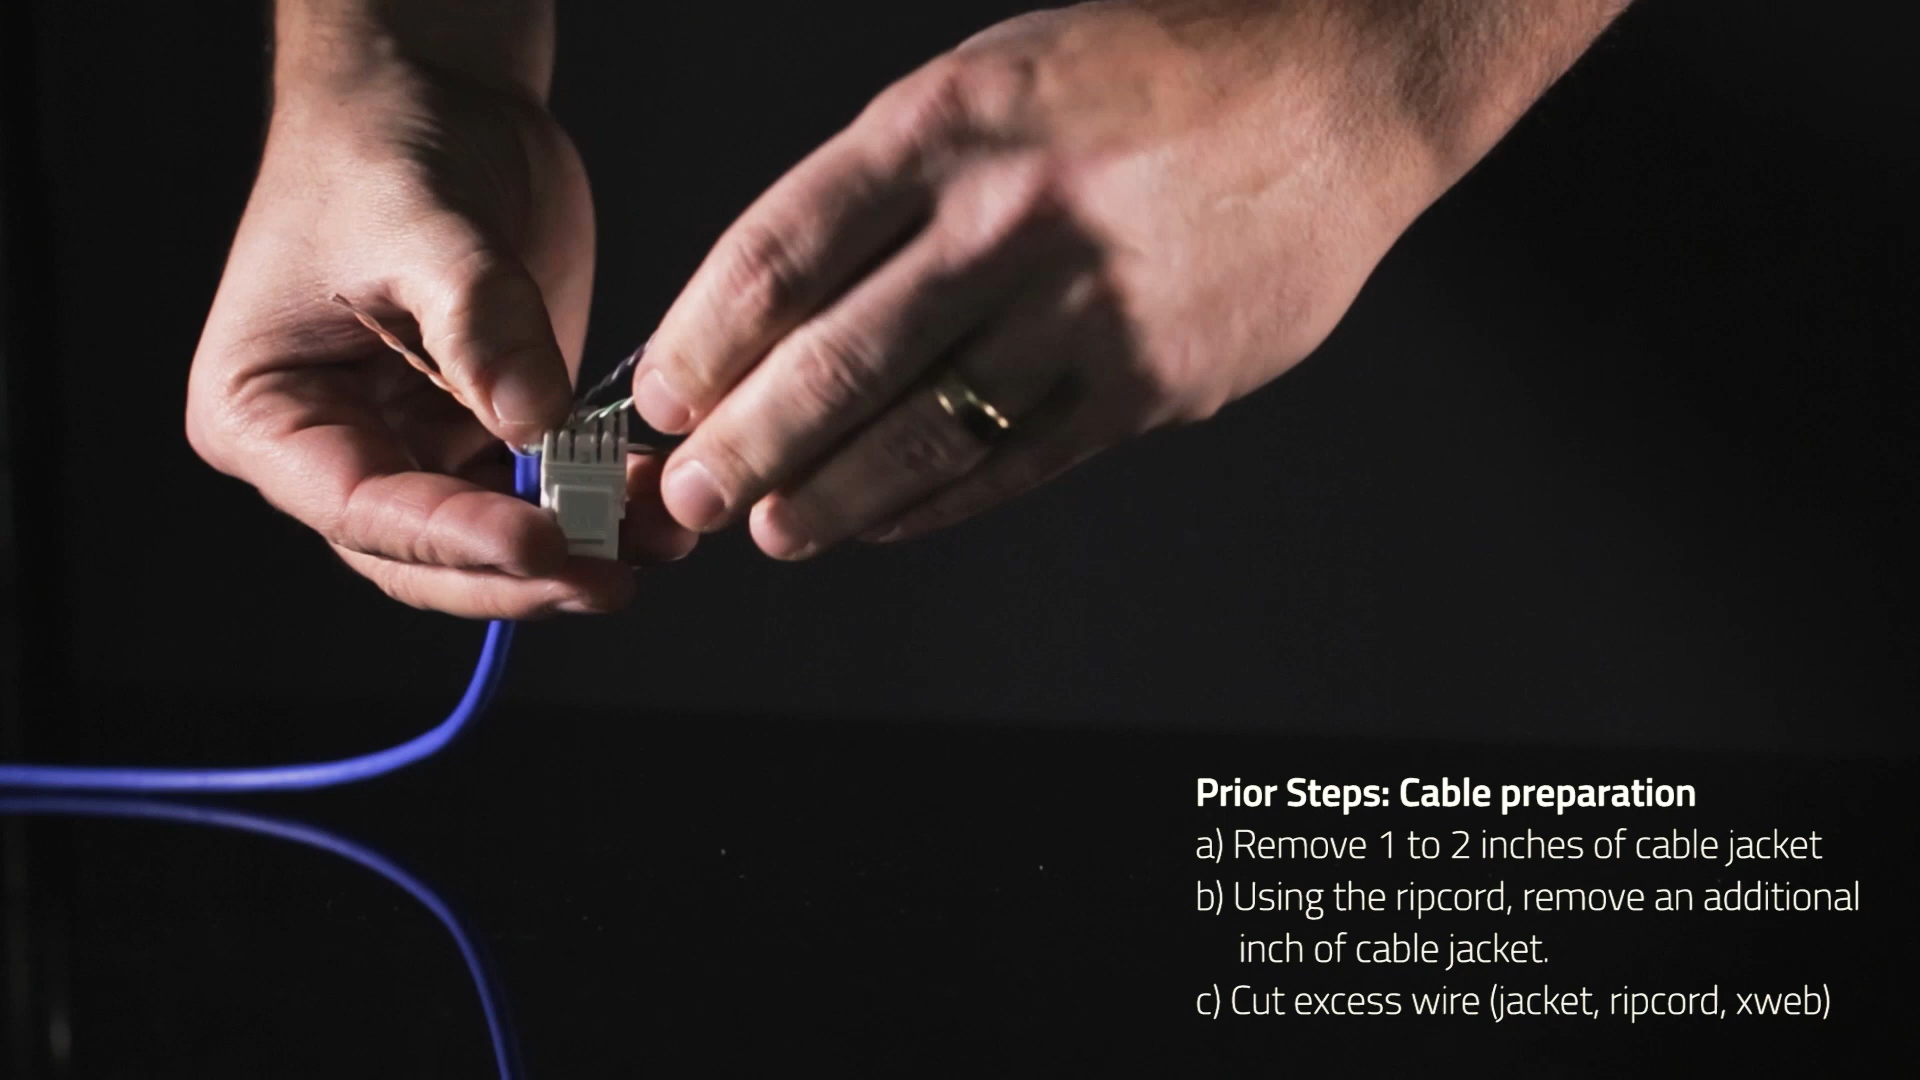 Prior Steps: Cable preparation
a) Remove 1 to 2 inches of cable jacket
b) Using the ripcord, remove an additional
inch of cable jacket.
c) Cut excess wire (jacket, ripcord, xweb)